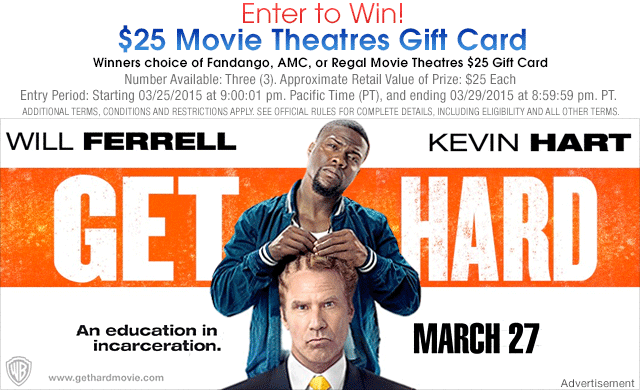 Enter to Win!
$25 Movie Theatres Gift Card
Winners choice of Fandango, AMC, or Regal Movie Theatres $25 Gift Card
Number Available: Three (3). Approximate Retail Value of Prize: $25 Each
Entry Period: Starting 03/25/2015 at 9:00:01 pm. Pacific Time (PT), and ending 03/29/2015 at 8:59:59 pm. PT.
ADDITIONAL TERMS, CONDITIONS AND RESTRICTIONS APPLY. SEE OFFICIAL RULES FOR COMPLETE DETAILS, INCLUDING ELIGIBILITY AND ALL OTHER TERMS.
WILL FERRELL KEVIN HART
GET HARD
An education in
incarceration.
MARCH 27
WB
www.gethardmovie.com
Advertisement